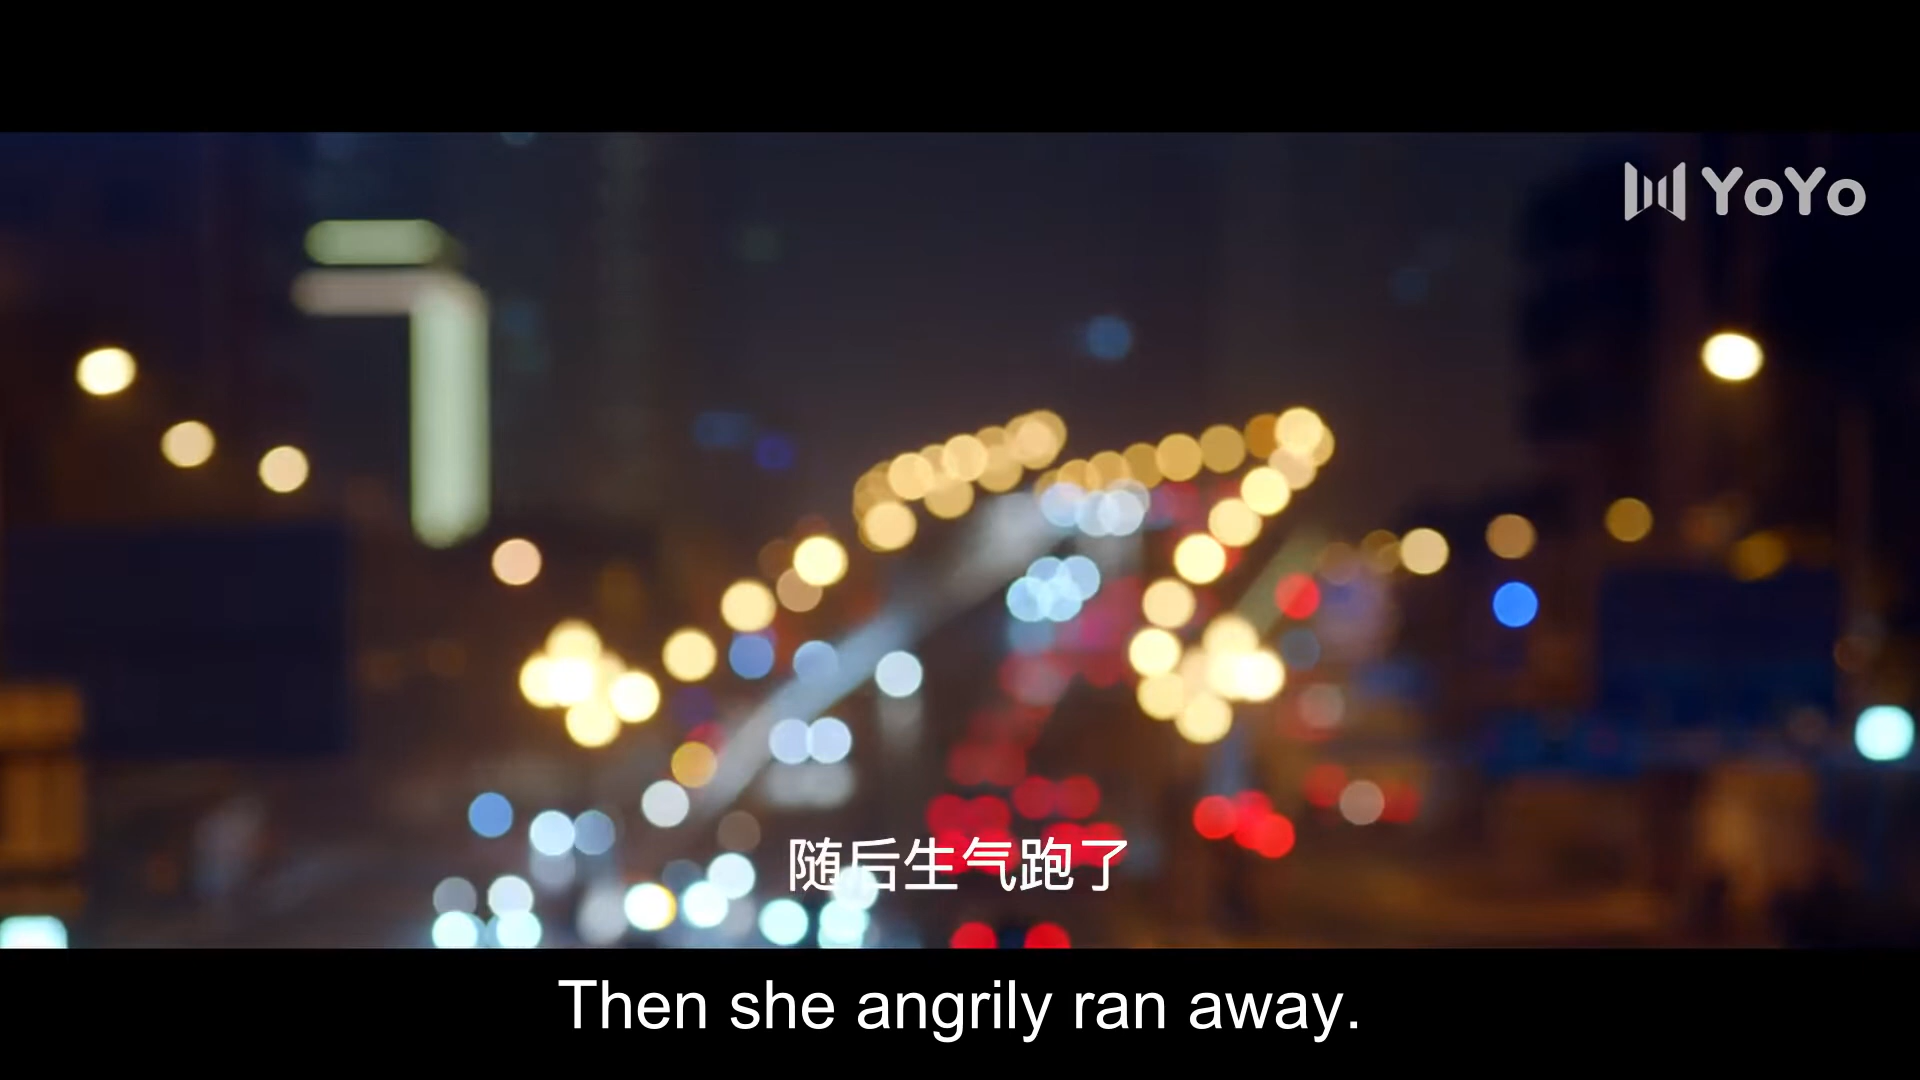 YoYo
随后生气跑了
Then she angrily ran away.